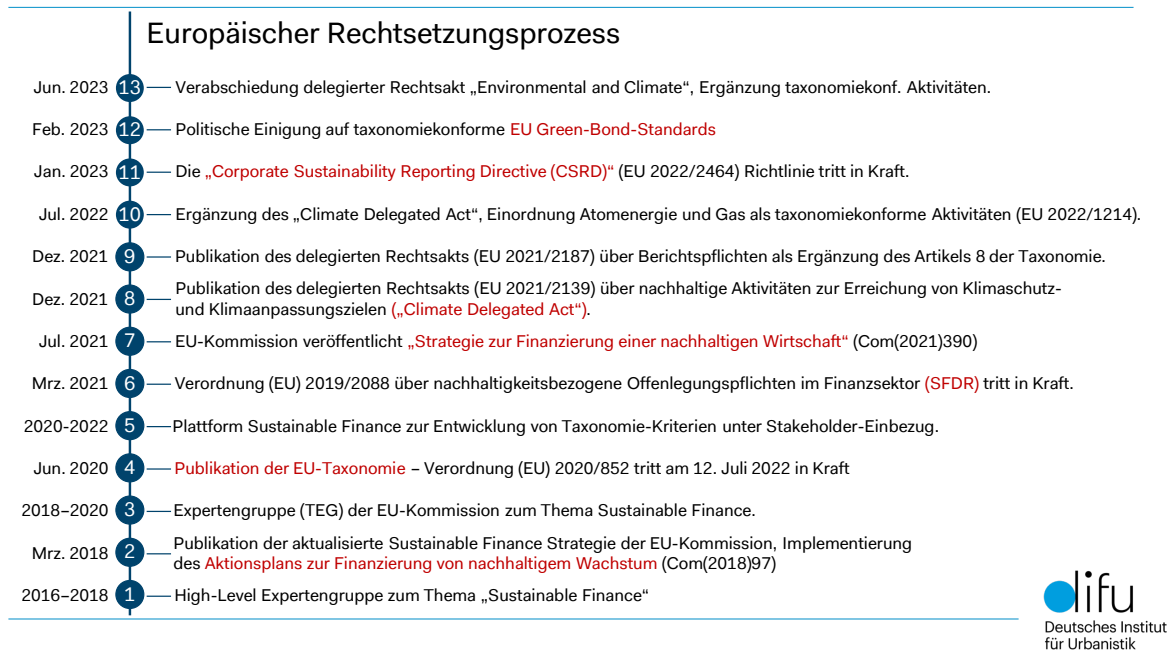 Europäischer Rechtsetzungsprozess
Jun. 2023 13 Verabschiedung delegierter Rechtsakt „Environmental and Climate“, Ergänzung taxonomiekonf. Aktivitäten.
Feb. 2023 12 Politische Einigung auf taxonomiekonforme EU Green-Bond-Standards
Jan. 2023 11 Die „Corporate Sustainability Reporting Directive (CSRD)“ (EU 2022/2464) Richtlinie tritt in Kraft.
Jul. 2022 10 Ergänzung des „Climate Delegated Act“, Einordnung Atomenergie und Gas als taxonomiekonforme Aktivitäten (EU 2022/1214).
Dez. 2021 9 Publikation des delegierten Rechtsakts (EU 2021/2187) über Berichtspflichten als Ergänzung des Artikels 8 der Taxonomie.
Dez. 2021 8 Publikation des delegierten Rechtsakts (EU 2021/2139) über nachhaltige Aktivitäten zur Erreichung von Klimaschutz-
und Klimaanpassungszielen („Climate Delegated Act“).
Jul. 2021 7 EU-Kommission veröffentlicht „Strategie zur Finanzierung einer nachhaltigen Wirtschaft“ (Com(2021)390)
Mrz. 2021 6 Verordnung (EU) 2019/2088 über nachhaltigkeitsbezogene Offenlegungspflichten im Finanzsektor (SFDR) tritt in Kraft.
2020-2022 5 Plattform Sustainable Finance zur Entwicklung von Taxonomie-Kriterien unter Stakeholder-Einbezug.
Jun. 2020 4 Publikation der EU-Taxonomie – Verordnung (EU) 2020/852 tritt am 12. Juli 2022 in Kraft
2018–2020 3 Expertengruppe (TEG) der EU-Kommission zum Thema Sustainable Finance.
Mrz. 2018 2 Publikation der aktualisierte Sustainable Finance Strategie der EU-Kommission, Implementierung
des Aktionsplans zur Finanzierung von nachhaltigem Wachstum (Com(2018)97)
2016–2018 1 High-Level Expertengruppe zum Thema „Sustainable Finance“
difu
Deutsches Institut
für Urbanistik